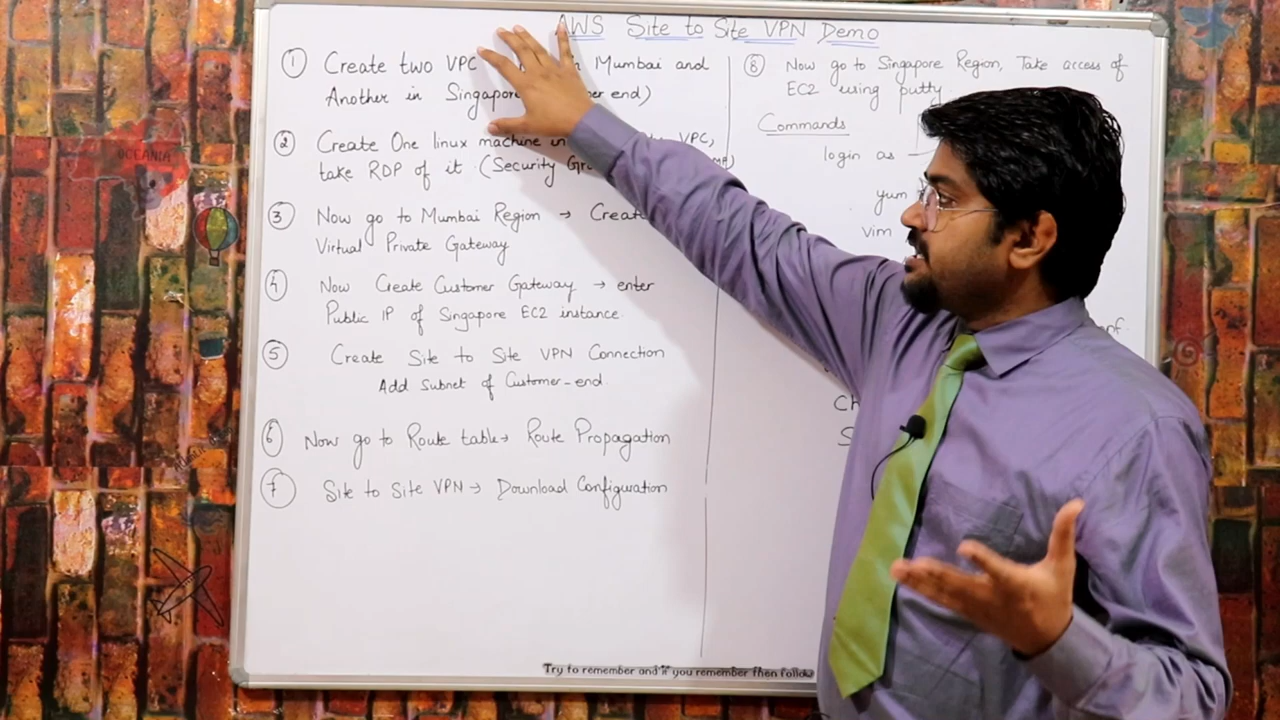 AWS Site to Site VPN Demo
① Create two VPC Mumbai and
Another in Singapore end)
② Create One linux machine in VPC,
take RDP of it (Security
③ Now go to Mumbai Region → Create
Virtual Private Gateway
④ Now Create Customer Gateway → enter
Public IP of Singapore EC2 instance.
⑤ Create Site to Site VPN Connection
Add Subnet of Customer-end.
⑥ Now go to Route table→ Route Propagation
⑦ Site to Site VPN → Download Configuration
⑧ Now go to Singapore Region, Take access of
EC2 using putty
Commands
login as
yum
vim
OCEANIA
Try to remember and if you remember then follow